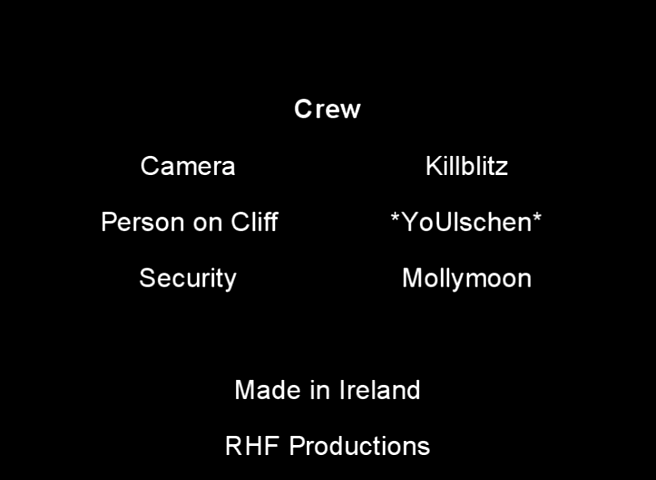 Crew
Camera Killblitz
Person on Cliff *YoUlschen*
Security Mollymoon
Made in Ireland
RHF Productions